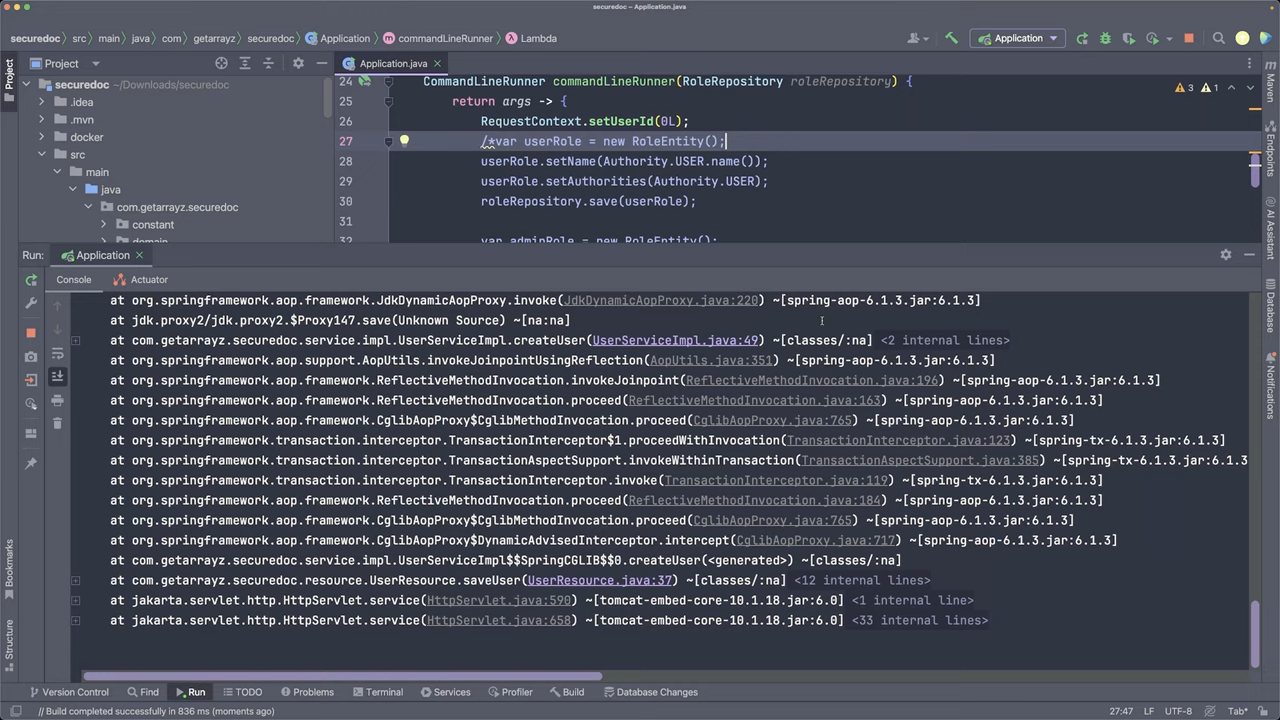 securedoc – Application.java
securedoc src main java com getarrayz securedoc Application commandLineRunner Lambda Application
Project Application.java
securedoc ~/Downloads/securedoc
.idea
.mvn
docker
src
main
java
com.getarrayz.securedoc
constant
domain
24 CommandLineRunner commandLineRunner(RoleRepository roleRepository) {
25 return args -> {
26 RequestContext.setUserId(0L);
27 /*var userRole = new RoleEntity();
28 userRole.setName(Authority.USER.name());
29 userRole.setAuthorities(Authority.USER);
30 roleRepository.save(userRole);
31
32 var adminRole = new RoleEntity();
3 1
Run: Application
Console Actuator
at org.springframework.aop.framework.JdkDynamicAopProxy.invoke(JdkDynamicAopProxy.java:220) ~[spring-aop-6.1.3.jar:6.1.3]
at jdk.proxy2/jdk.proxy2.$Proxy147.save(Unknown Source) ~[na:na]
at com.getarrayz.securedoc.service.impl.UserServiceImpl.createUser(UserServiceImpl.java:49) ~[classes/:na] <2 internal lines>
at org.springframework.aop.support.AopUtils.invokeJoinpointUsingReflection(AopUtils.java:351) ~[spring-aop-6.1.3.jar:6.1.3]
at org.springframework.aop.framework.ReflectiveMethodInvocation.invokeJoinpoint(ReflectiveMethodInvocation.java:196) ~[spring-aop-6.1.3.jar:6.1.3]
at org.springframework.aop.framework.ReflectiveMethodInvocation.proceed(ReflectiveMethodInvocation.java:163) ~[spring-aop-6.1.3.jar:6.1.3]
at org.springframework.aop.framework.CglibAopProxy$CglibMethodInvocation.proceed(CglibAopProxy.java:765) ~[spring-aop-6.1.3.jar:6.1.3]
at org.springframework.transaction.interceptor.TransactionInterceptor$1.proceedWithInvocation(TransactionInterceptor.java:123) ~[spring-tx-6.1.3.jar:6.1.3]
at org.springframework.transaction.interceptor.TransactionAspectSupport.invokeWithinTransaction(TransactionAspectSupport.java:385) ~[spring-tx-6.1.3.jar:6.1.3
at org.springframework.transaction.interceptor.TransactionInterceptor.invoke(TransactionInterceptor.java:119) ~[spring-tx-6.1.3.jar:6.1.3]
at org.springframework.aop.framework.ReflectiveMethodInvocation.proceed(ReflectiveMethodInvocation.java:184) ~[spring-aop-6.1.3.jar:6.1.3]
at org.springframework.aop.framework.CglibAopProxy$CglibMethodInvocation.proceed(CglibAopProxy.java:765) ~[spring-aop-6.1.3.jar:6.1.3]
at org.springframework.aop.framework.CglibAopProxy$DynamicAdvisedInterceptor.intercept(CglibAopProxy.java:717) ~[spring-aop-6.1.3.jar:6.1.3]
at com.getarrayz.securedoc.service.impl.UserServiceImpl$$SpringCGLIB$$0.createUser(<generated>) ~[classes/:na]
at com.getarrayz.securedoc.resource.UserResource.saveUser(UserResource.java:37) ~[classes/:na] <12 internal lines>
at jakarta.servlet.http.HttpServlet.service(HttpServlet.java:590) ~[tomcat-embed-core-10.1.18.jar:6.0] <1 internal line>
at jakarta.servlet.http.HttpServlet.service(HttpServlet.java:658) ~[tomcat-embed-core-10.1.18.jar:6.0] <33 internal lines>
Project
Bookmarks
Structure
Maven
Endpoints
AI Assistant
Database
Notifications
Version Control Find Run TODO Problems Terminal Services Profiler Build Database Changes
// Build completed successfully in 836 ms (moments ago) 27:47 LF UTF-8 Tab*